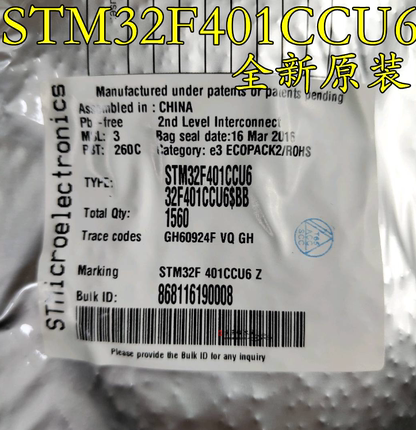 STM32F401CCU6
全新原装
Manufactured under patents or patents pending
Assembled in : CHINA
Pb -free 2nd Level Interconnect
MSL: 3 Bag seal date: 16 Mar 2016
PBT: 260C Category: e3 ECOPACK2/ROHS
TYPE: STM32F401CCU6
32F401CCU6$BB
Total Qty: 1560
Trace codes GH60924F VQ GH
Marking STM32F 401CCU6 Z
Bulk ID: 868116190008
Please provide the Bulk ID for any inquiry
STMicroelectronics